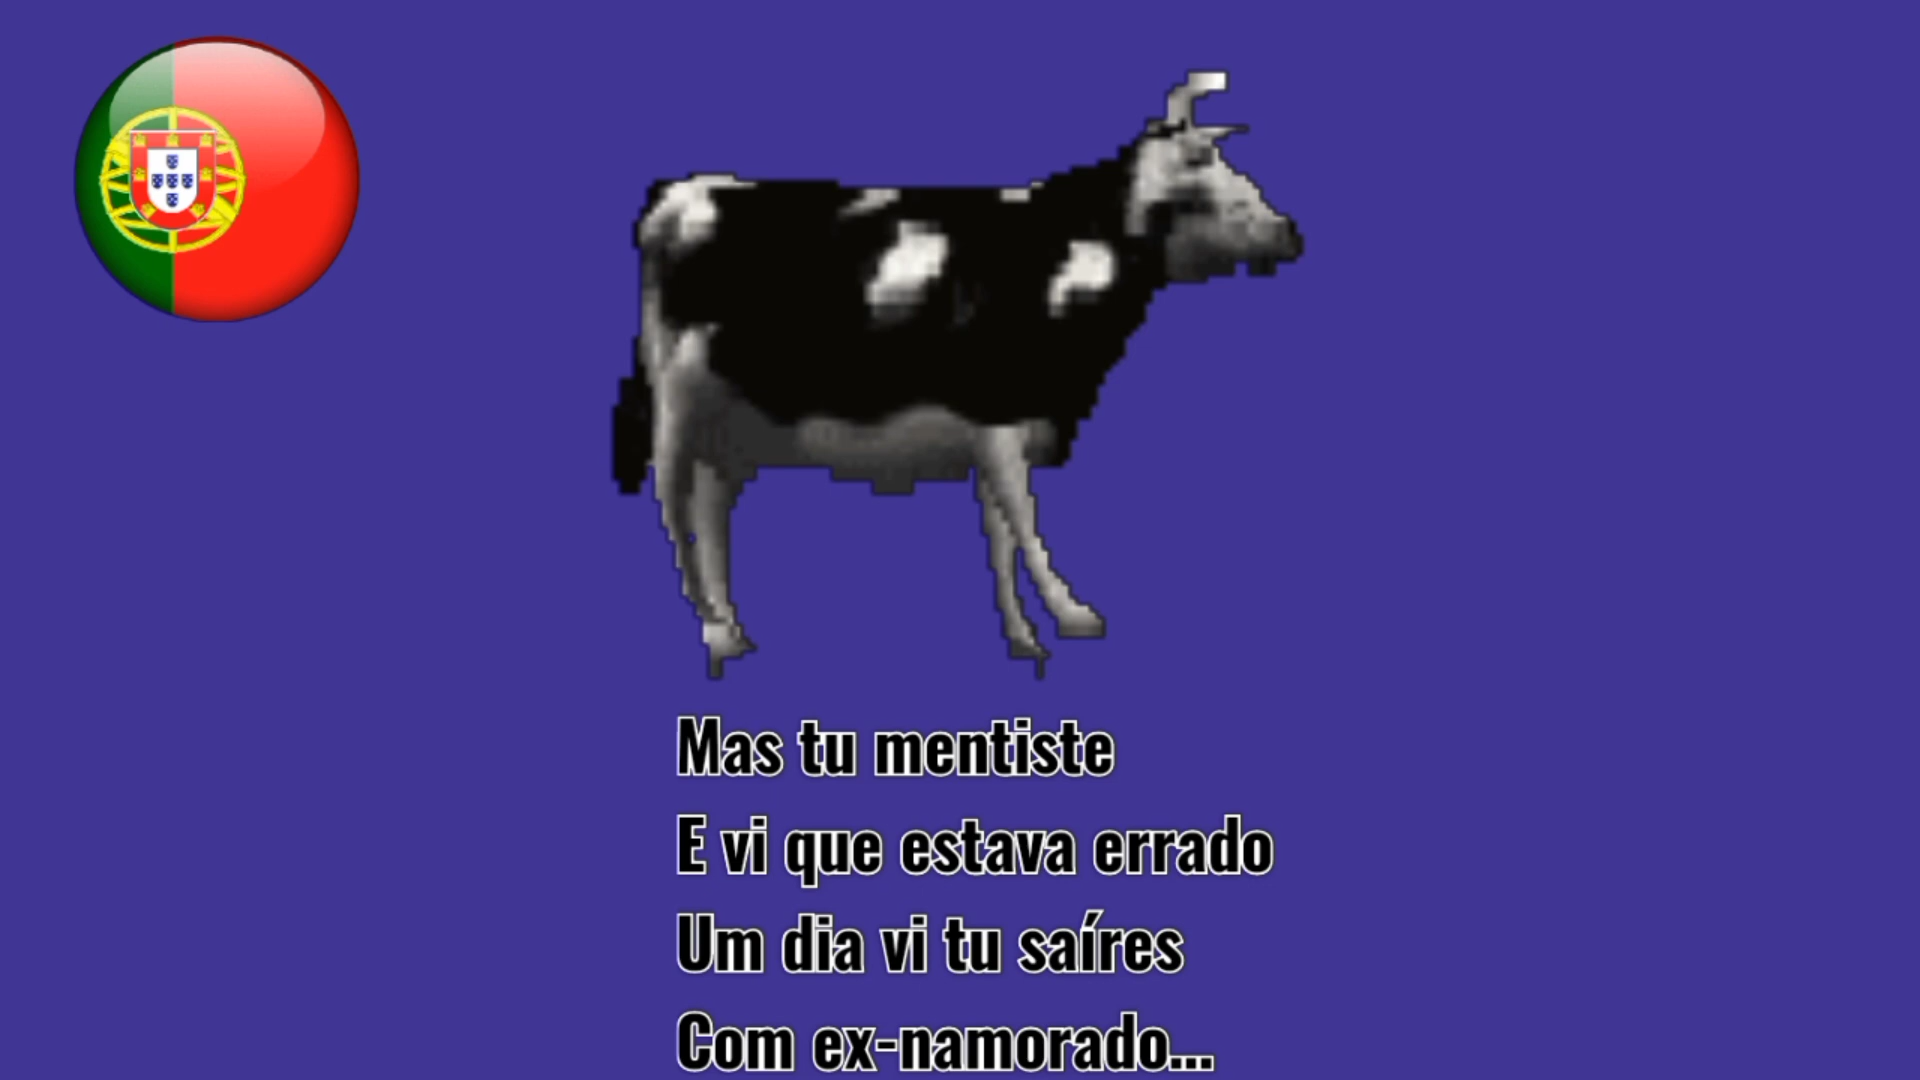 Mas tu mentiste
E vi que estava errado
Um dia vi tu saíres
Com ex-namorado...